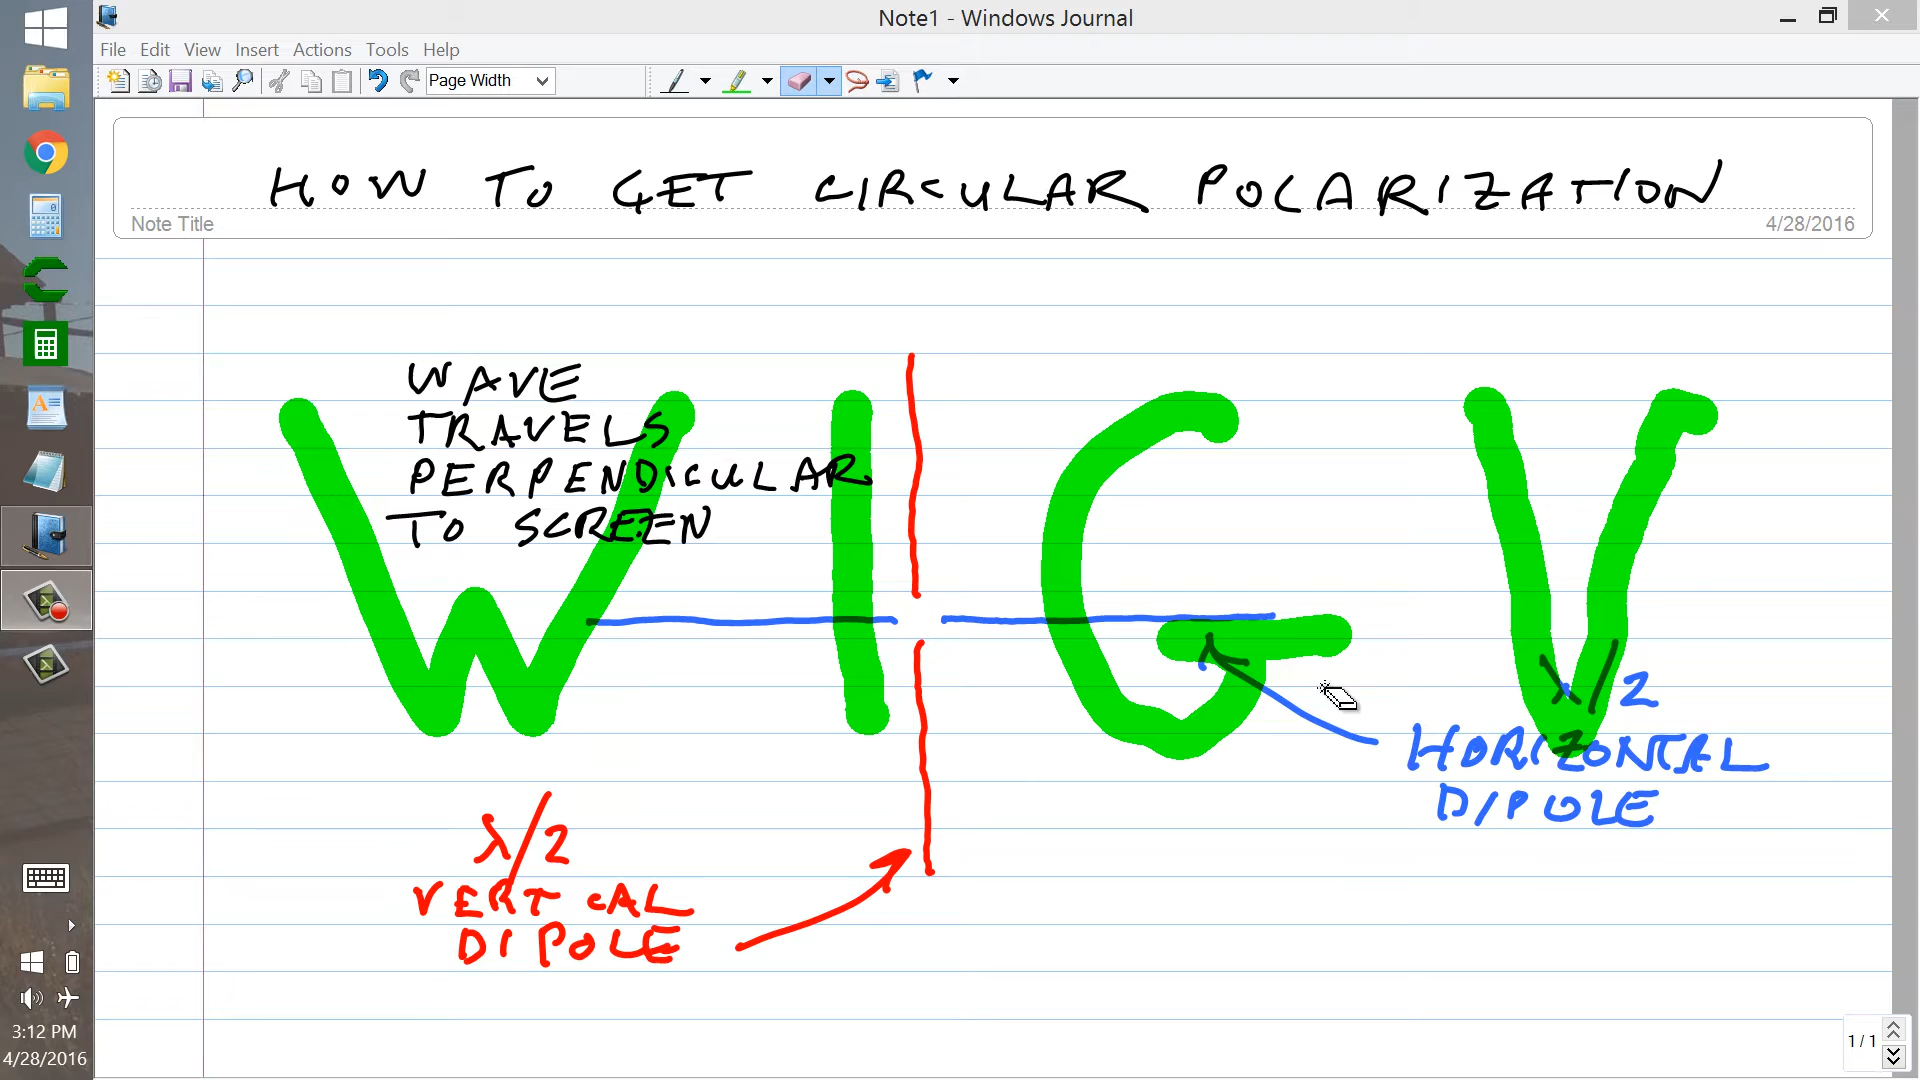 Note1 - Windows Journal
File Edit View Insert Actions Tools Help
Page Width
HOW TO GET CIRCULAR POLARIZATION
Note Title
4/28/2016
WAVE
TRAVELS
PERPENDICULAR
TO SCREEN
WIGV
λ/2
HORIZONTAL
DIPOLE
λ/2
VERTCAL
DIPOLE
1 / 1
3:12 PM
4/28/2016